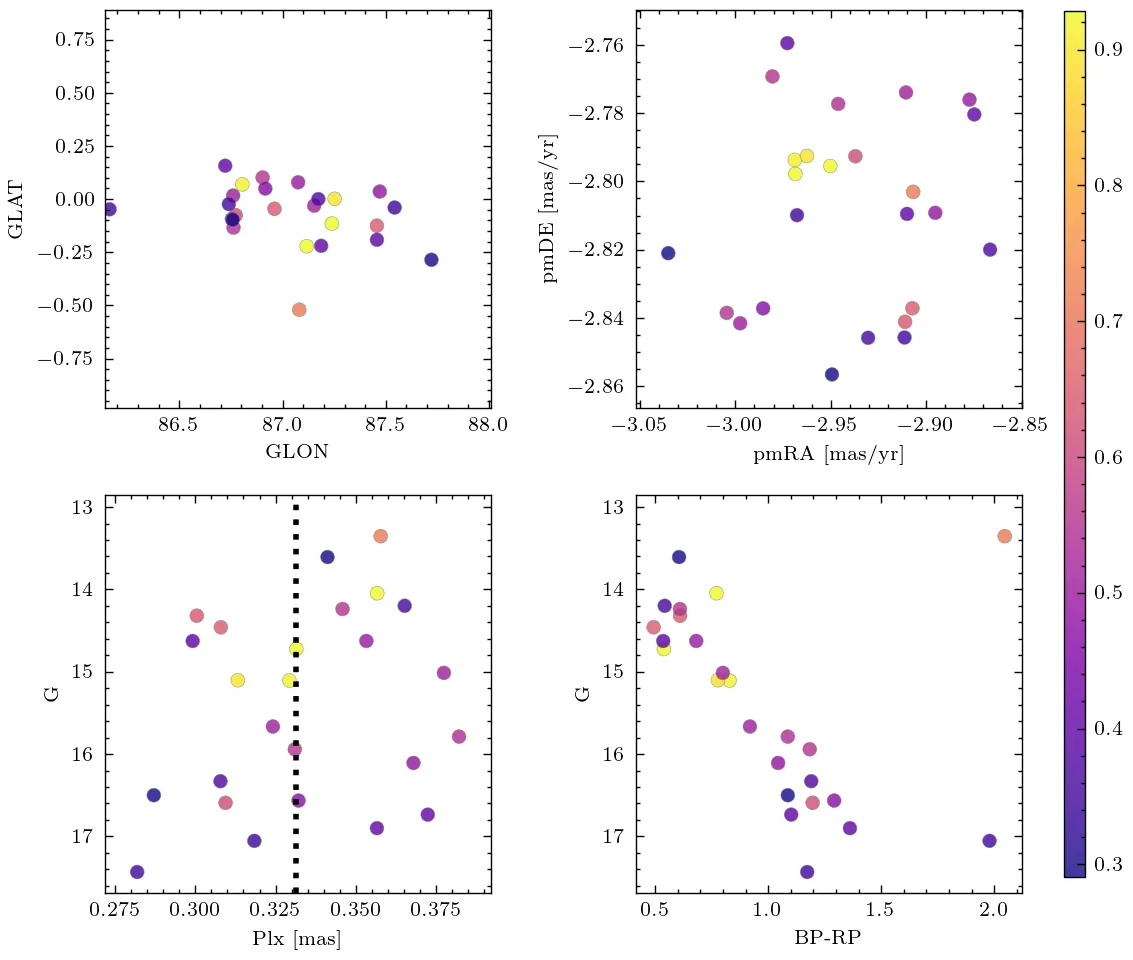 0.75
0.50
0.25
0.00
−0.25
−0.50
−0.75
GLAT
86.5 87.0 87.5 88.0
GLON
−2.76
−2.78
−2.80
−2.82
−2.84
−2.86
pmDE [mas/yr]
−3.05 −3.00 −2.95 −2.90 −2.85
pmRA [mas/yr]
13
14
15
16
17
G
0.275 0.300 0.325 0.350 0.375
Plx [mas]
13
14
15
16
17
G
0.5 1.0 1.5 2.0
BP-RP
0.9
0.8
0.7
0.6
0.5
0.4
0.3